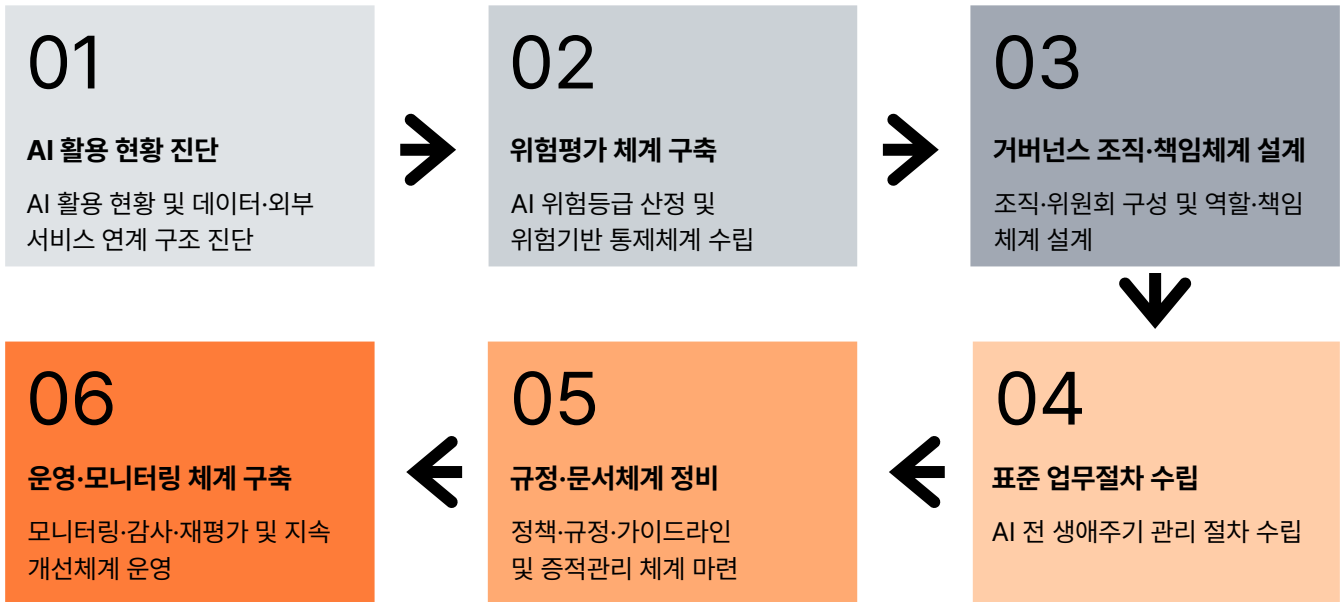 01
AI 활용 현황 진단
AI 활용 현황 및 데이터·외부
서비스 연계 구조 진단
02
위험평가 체계 구축
AI 위험등급 산정 및
위험기반 통제체계 수립
03
거버넌스 조직·책임체계 설계
조직·위원회 구성 및 역할·책임
체계 설계
04
표준 업무절차 수립
AI 전 생애주기 관리 절차 수립
05
규정·문서체계 정비
정책·규정·가이드라인
및 증적관리 체계 마련
06
운영·모니터링 체계 구축
모니터링·감사·재평가 및 지속
개선체계 운영